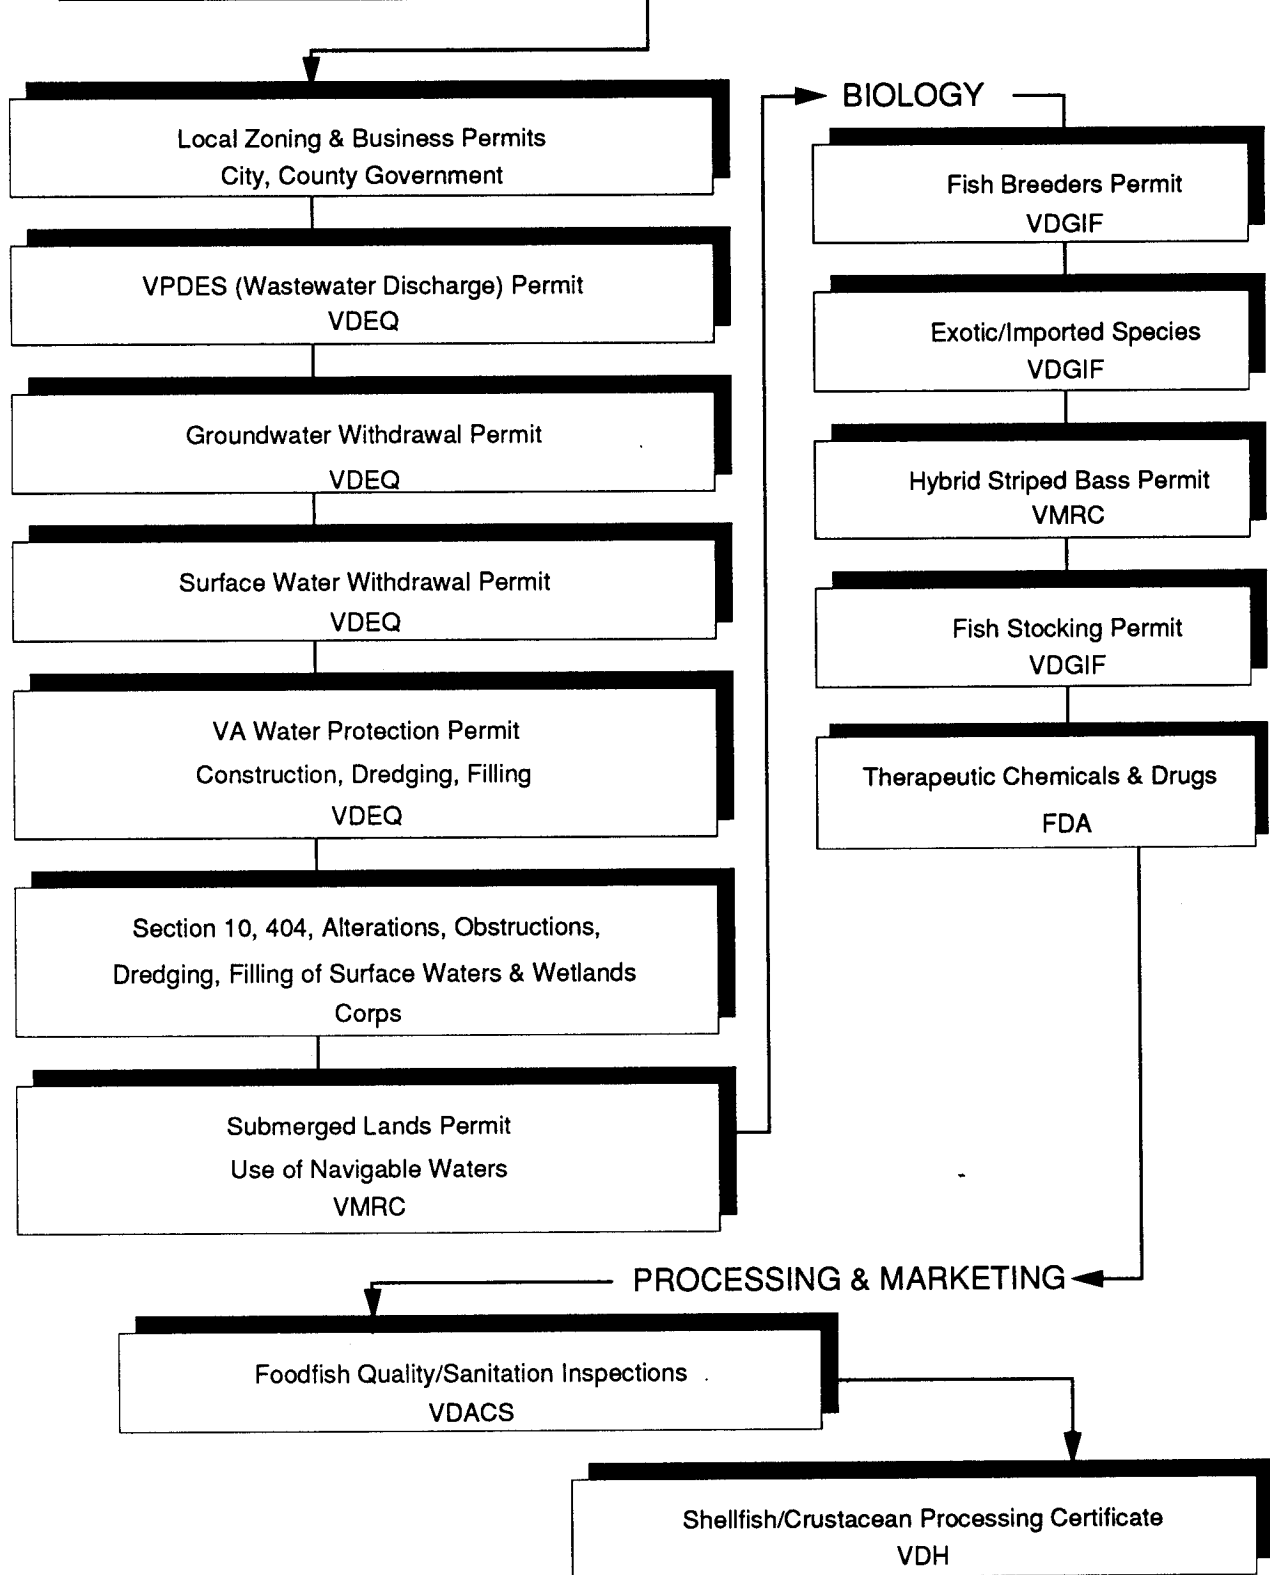 Local Zoning & Business Permits
City, County Government
VPDES (Wastewater Discharge) Permit
VDEQ
Groundwater Withdrawal Permit
VDEQ
Surface Water Withdrawal Permit
VDEQ
VA Water Protection Permit
Construction, Dredging, Filling
VDEQ
Section 10, 404, Alterations, Obstructions,
Dredging, Filling of Surface Waters & Wetlands
Corps
Submerged Lands Permit
Use of Navigable Waters
VMRC
BIOLOGY
Fish Breeders Permit
VDGIF
Exotic/Imported Species
VDGIF
Hybrid Striped Bass Permit
VMRC
Fish Stocking Permit
VDGIF
Therapeutic Chemicals & Drugs
FDA
PROCESSING & MARKETING
Foodfish Quality/Sanitation Inspections
VDACS
Shellfish/Crustacean Processing Certificate
VDH